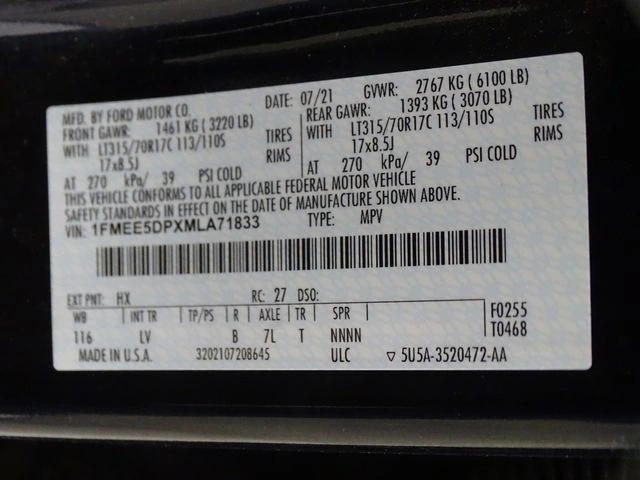 MFD. BY FORD MOTOR CO.
DATE: 07/21 GVWR: 2767 KG (6100 LB)
FRONT GAWR: 1461 KG (3220 LB) REAR GAWR: 1393 KG (3070 LB)
WITH LT315/70R17C 113/110S TIRES WITH LT315/70R17C 113/110S TIRES
17x8.5J RIMS 17x8.5J RIMS
AT 270 kPa/ 39 PSI COLD AT 270 kPa/ 39 PSI COLD
THIS VEHICLE CONFORMS TO ALL APPLICABLE FEDERAL MOTOR VEHICLE
SAFETY STANDARDS IN EFFECT ON THE DATE OF MANUFACTURE SHOWN ABOVE.
VIN: 1FMEE5DPXMLA71833 TYPE: MPV
EXT PNT: HX RC: 27 DSO:
WB INT TR TP/PS R AXLE TR SPR F0255
116 LV B 7L T NNNN T0468
MADE IN U.S.A. 3202107208645 ULC ▽ 5U5A-3520472-AA